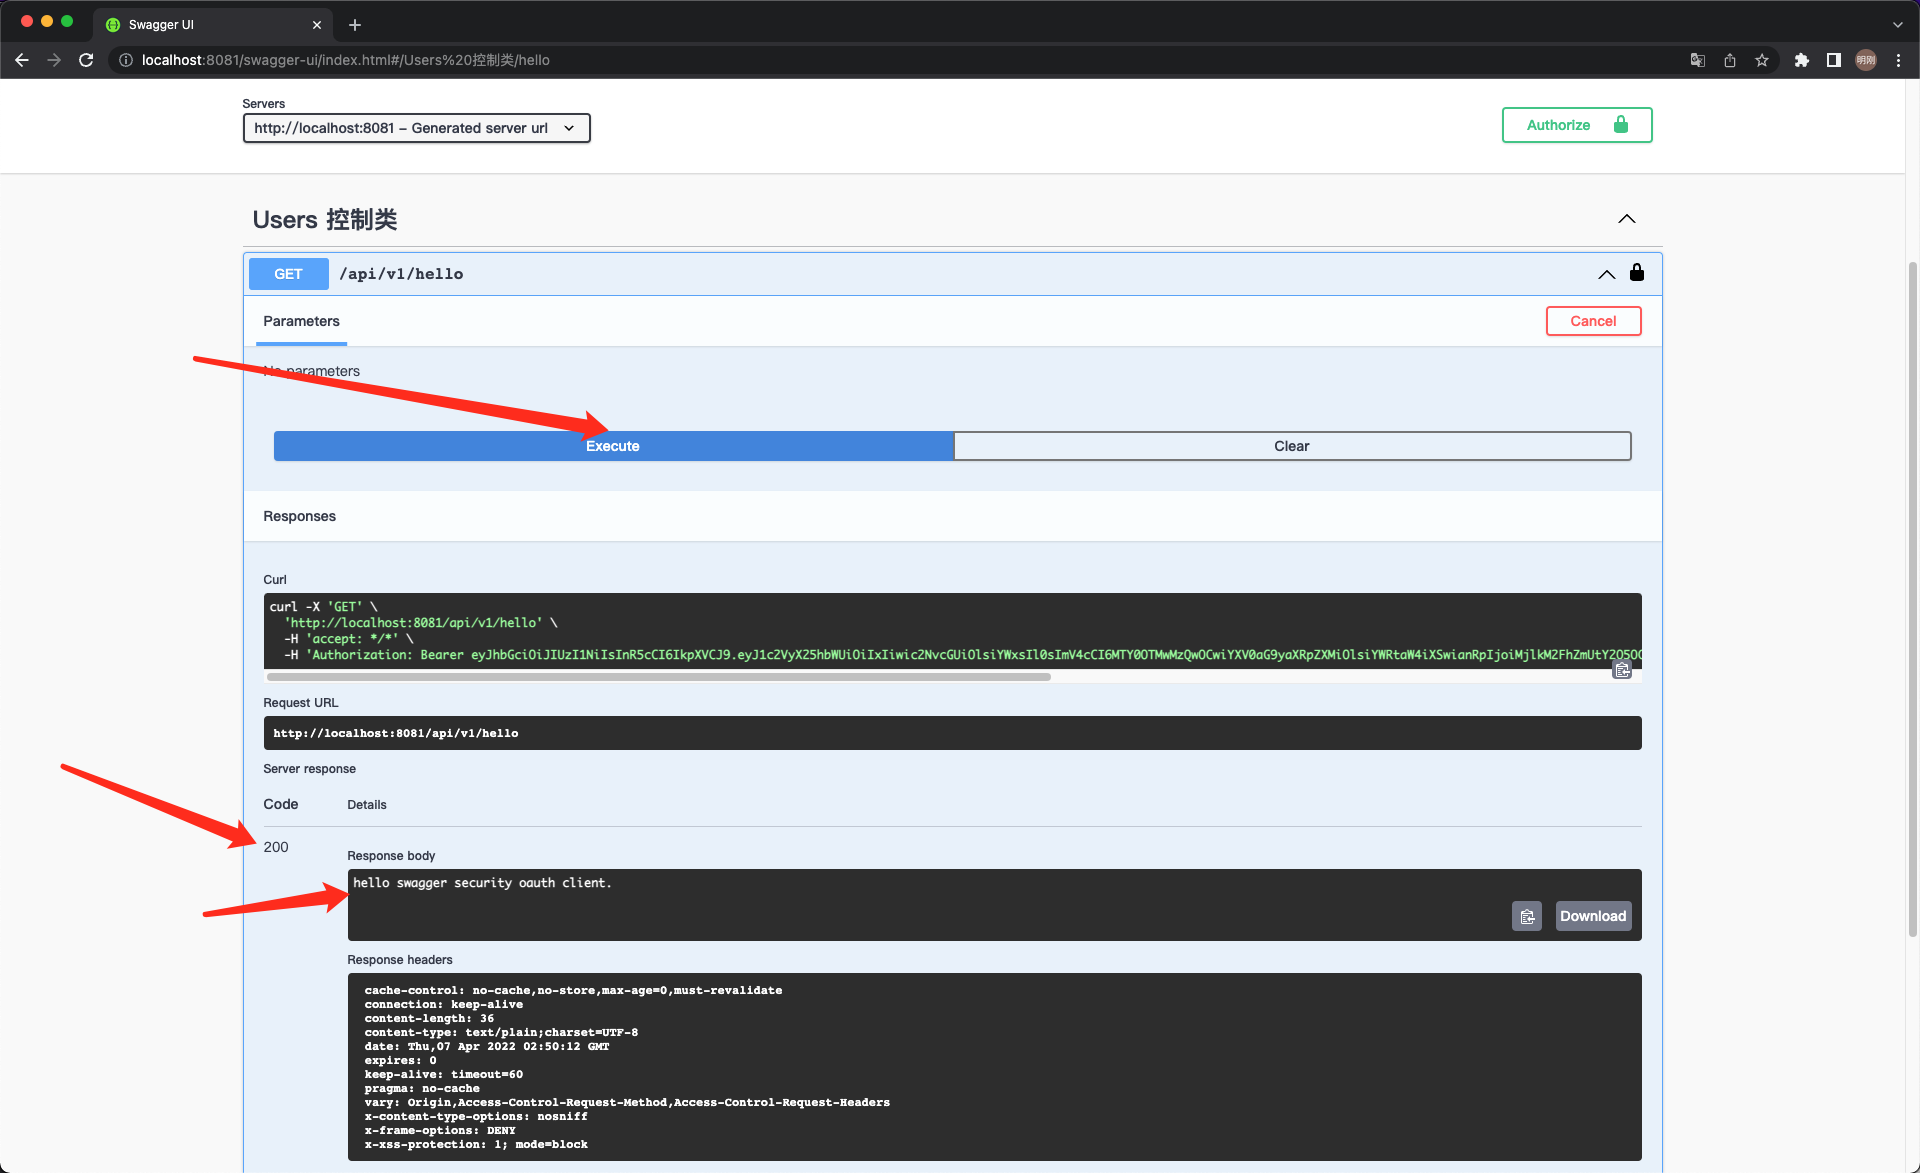 Swagger UI
localhost:8081/swagger-ui/index.html#/Users%20控制类/hello
明刚
Servers
http://localhost:8081 – Generated server url
Authorize
Users 控制类
GET
/api/v1/hello
Parameters
Cancel
No parameters
Execute
Clear
Responses
Curl
curl -X 'GET' \
'http://localhost:8081/api/v1/hello' \
-H 'accept: */*' \
-H 'Authorization: Bearer eyJhbGciOiJIUzI1NiIsInR5cCI6IkpXVCJ9.eyJ1c2VyX25hbWUiOiIxIiwic2NvcGUiOlsiYWxsIl0sImV4cCI6MTY0OTMwMzQwOCwiYXV0aG9yaXRpZXMiOlsiYWRtaW4iXSwianRpIjoiMjlkM2FhZmUtY2O5OC
Request URL
http://localhost:8081/api/v1/hello
Server response
Code
Details
200
Response body
hello swagger security oauth client.
Download
Response headers
cache-control: no-cache,no-store,max-age=0,must-revalidate
connection: keep-alive
content-length: 36
content-type: text/plain;charset=UTF-8
date: Thu,07 Apr 2022 02:50:12 GMT
expires: 0
keep-alive: timeout=60
pragma: no-cache
vary: Origin,Access-Control-Request-Method,Access-Control-Request-Headers
x-content-type-options: nosniff
x-frame-options: DENY
x-xss-protection: 1; mode=block